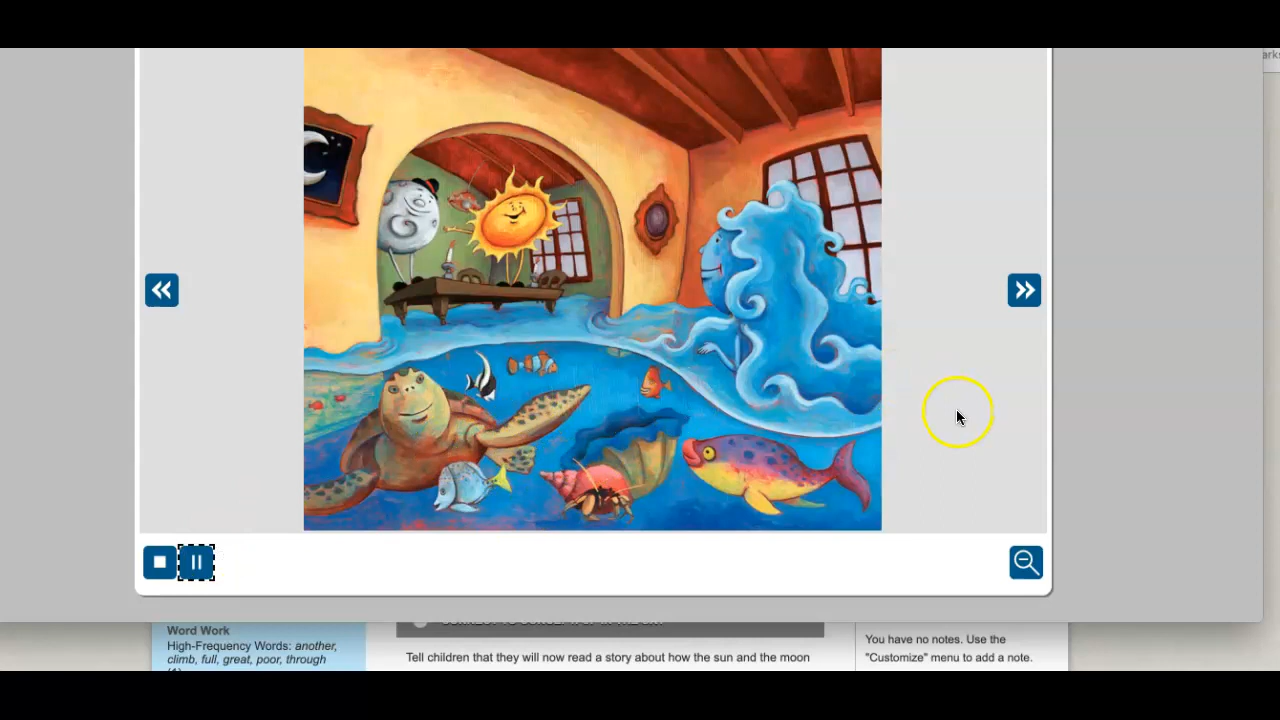 Word Work
High-Frequency Words: another,
climb, full, great, poor, through
Tell children that they will now read a story about how the sun and the moon
You have no notes. Use the
"Customize" menu to add a note.